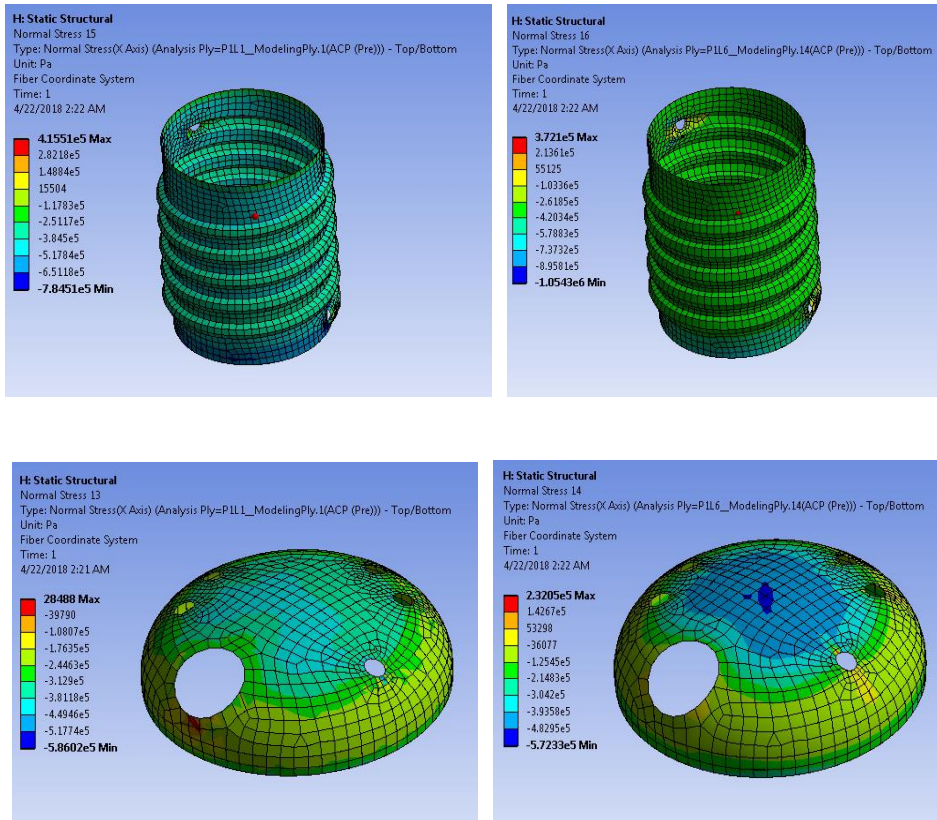 H: Static Structural
Normal Stress 15
Type: Normal Stress(X Axis) (Analysis Ply=P1L1__ModelingPly.1(ACP (Pre))) - Top/Bottom
Unit: Pa
Fiber Coordinate System
Time: 1
4/22/2018 2:22 AM
4.1551e5 Max
2.8218e5
1.4884e5
15504
-1.1783e5
-2.5117e5
-3.845e5
-5.1784e5
-6.5118e5
-7.8451e5 Min
H: Static Structural
Normal Stress 16
Type: Normal Stress(X Axis) (Analysis Ply=P1L6__ModelingPly.14(ACP (Pre))) - Top/Bottom
Unit: Pa
Fiber Coordinate System
Time: 1
4/22/2018 2:22 AM
3.721e5 Max
2.1361e5
55125
-1.0336e5
-2.6185e5
-4.2034e5
-5.7883e5
-7.3732e5
-8.9581e5
-1.0543e6 Min
H: Static Structural
Normal Stress 13
Type: Normal Stress(X Axis) (Analysis Ply=P1L1__ModelingPly.1(ACP (Pre))) - Top/Bottom
Unit: Pa
Fiber Coordinate System
Time: 1
4/22/2018 2:21 AM
28488 Max
-39790
-1.0807e5
-1.7635e5
-2.4463e5
-3.129e5
-3.8118e5
-4.4946e5
-5.1774e5
-5.8602e5 Min
H: Static Structural
Normal Stress 14
Type: Normal Stress(X Axis) (Analysis Ply=P1L6__ModelingPly.14(ACP (Pre))) - Top/Bottom
Unit: Pa
Fiber Coordinate System
Time: 1
4/22/2018 2:22 AM
2.3205e5 Max
1.4267e5
53298
-36077
-1.2545e5
-2.1483e5
-3.042e5
-3.9358e5
-4.8295e5
-5.7233e5 Min